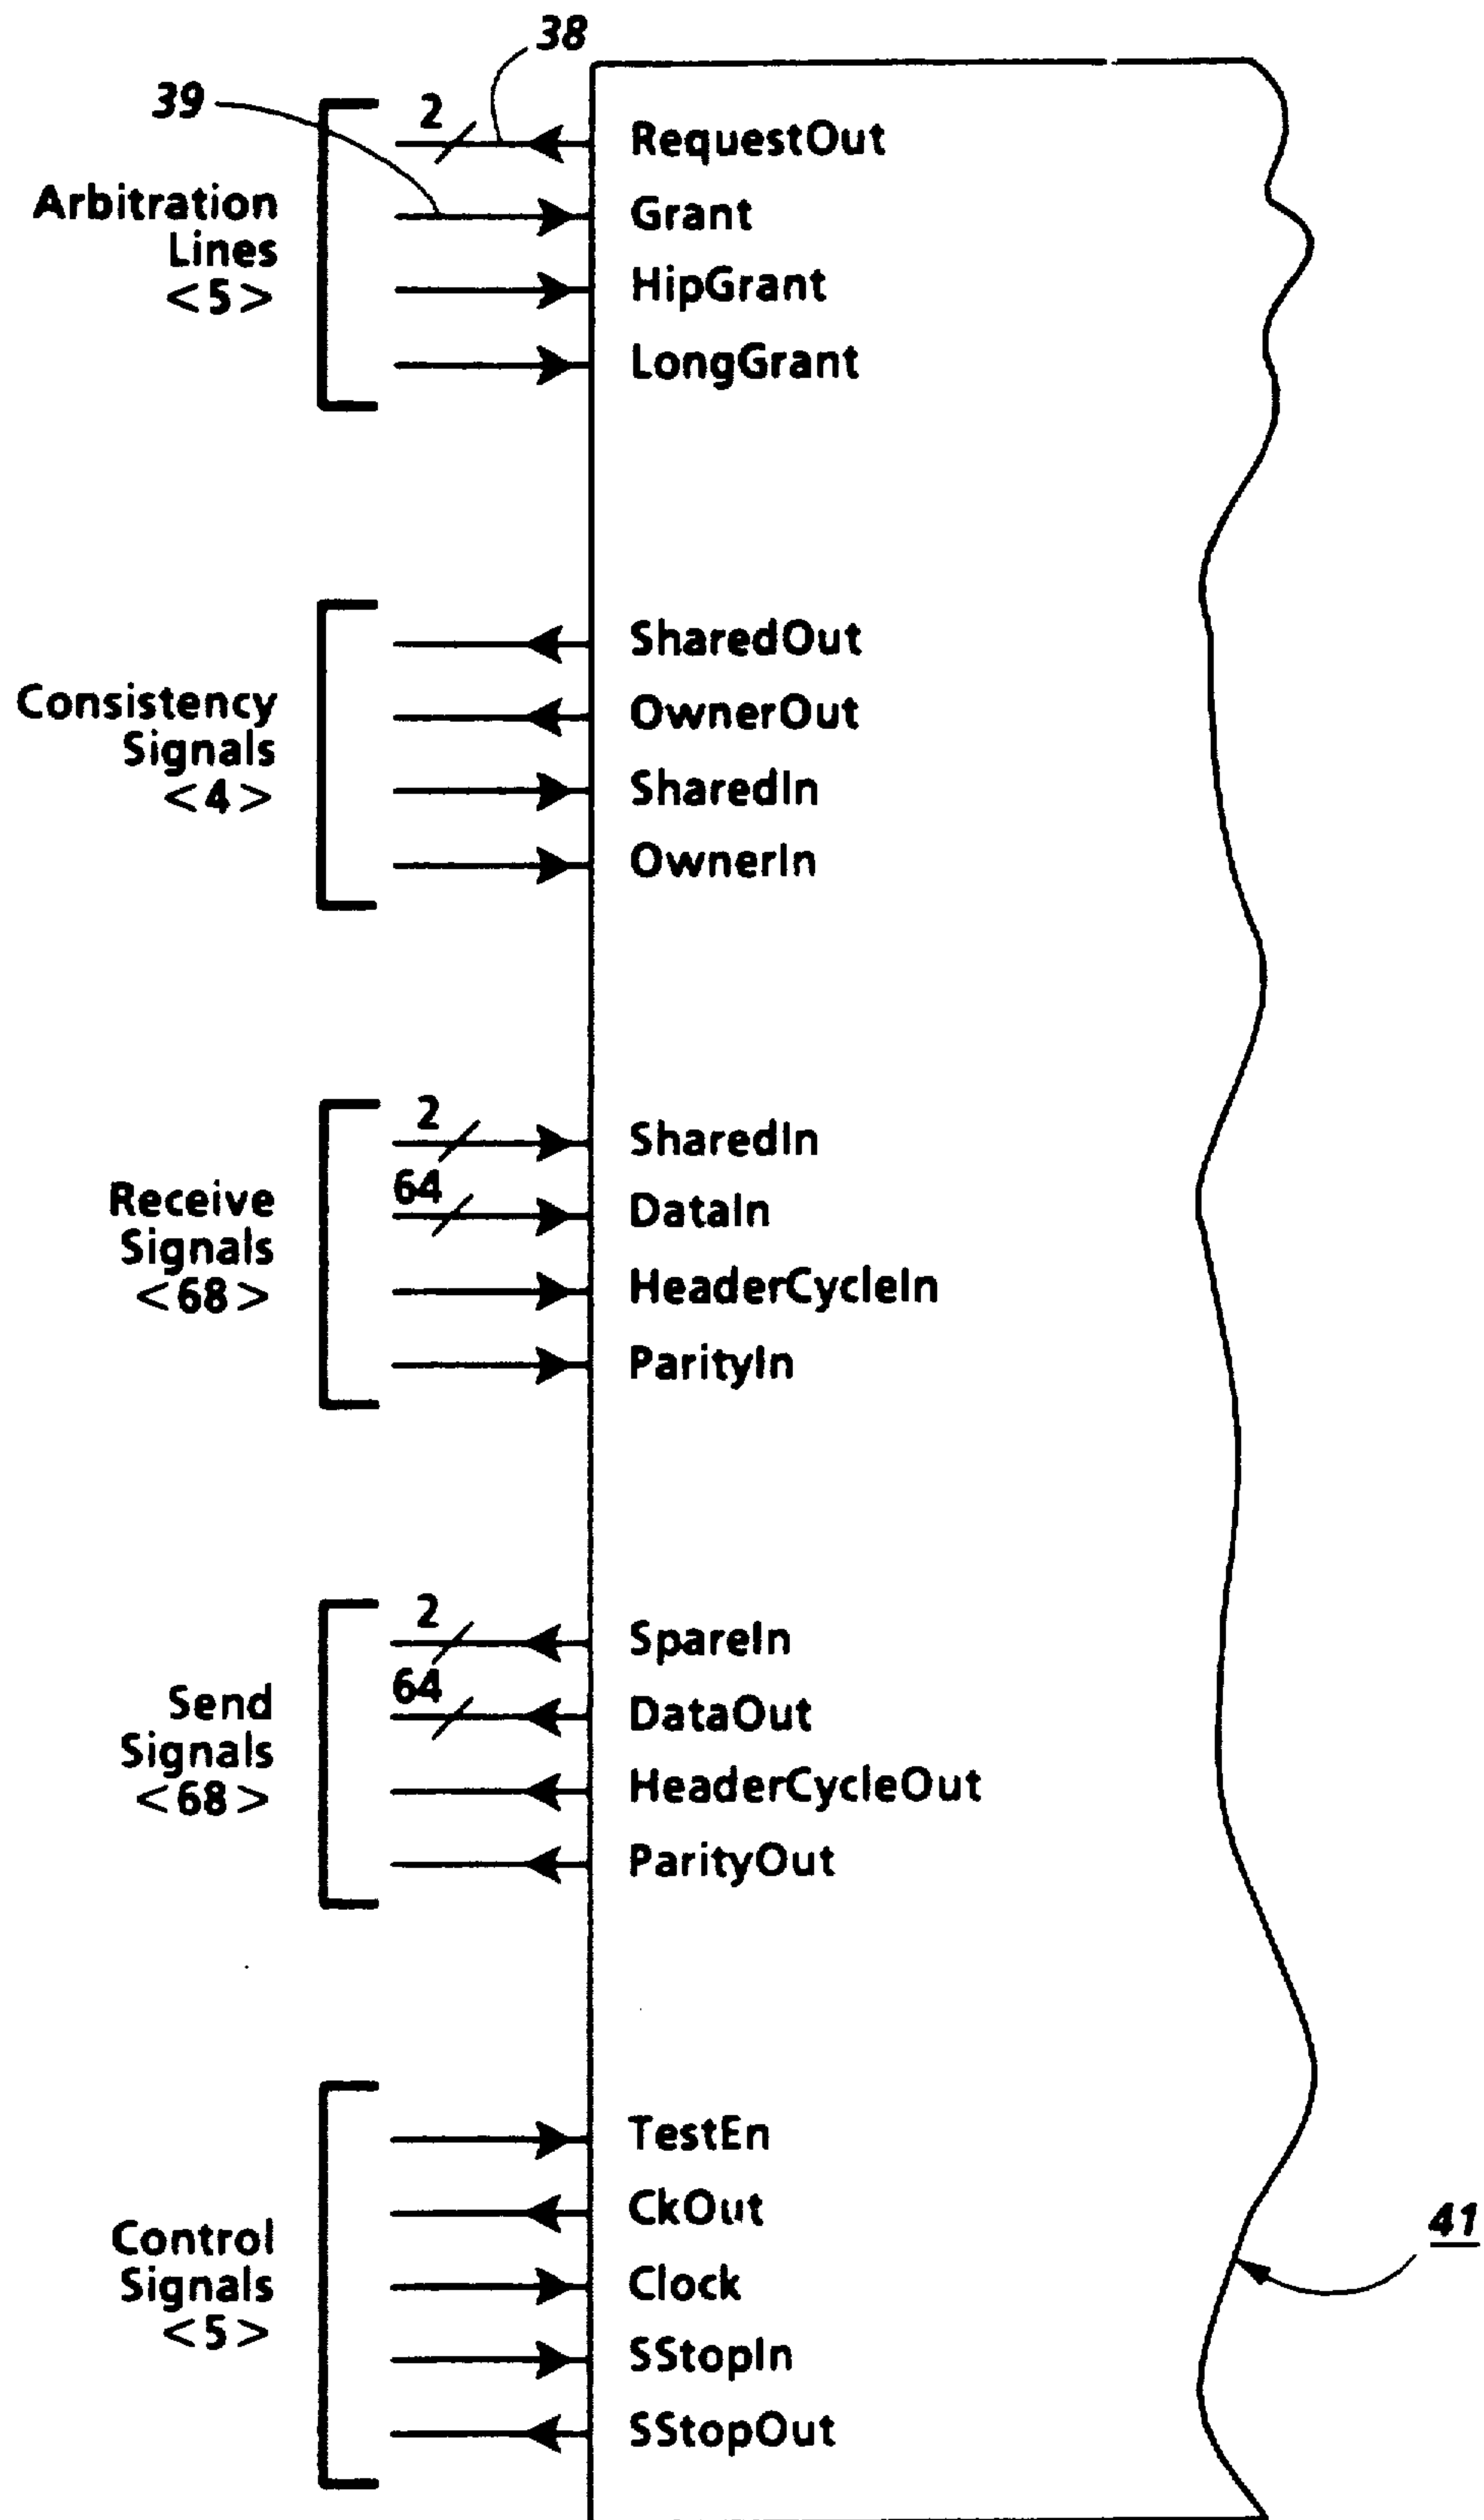 38
39
2
RequestOut
Arbitration
Lines
<5>
Grant
HipGrant
LongGrant
Consistency
Signals
<4>
SharedOut
OwnerOut
SharedIn
OwnerIn
Receive
Signals
<68>
2
SharedIn
64
DataIn
HeaderCycleIn
ParityIn
Send
Signals
<68>
2
SpareIn
64
DataOut
HeaderCycleOut
ParityOut
Control
Signals
<5>
TestEn
CkOut
Clock
SStopIn
SStopOut
41